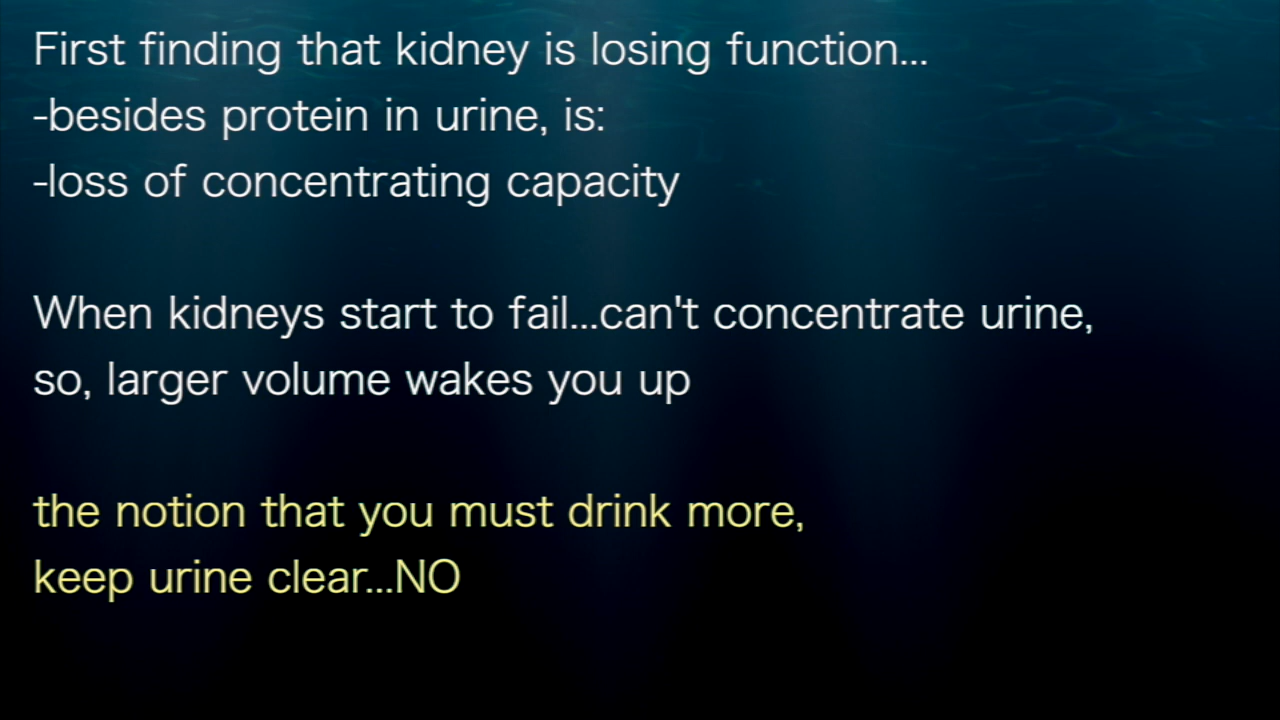 First finding that kidney is losing function...
-besides protein in urine, is:
-loss of concentrating capacity
When kidneys start to fail...can't concentrate urine,
so, larger volume wakes you up
the notion that you must drink more,
keep urine clear...NO